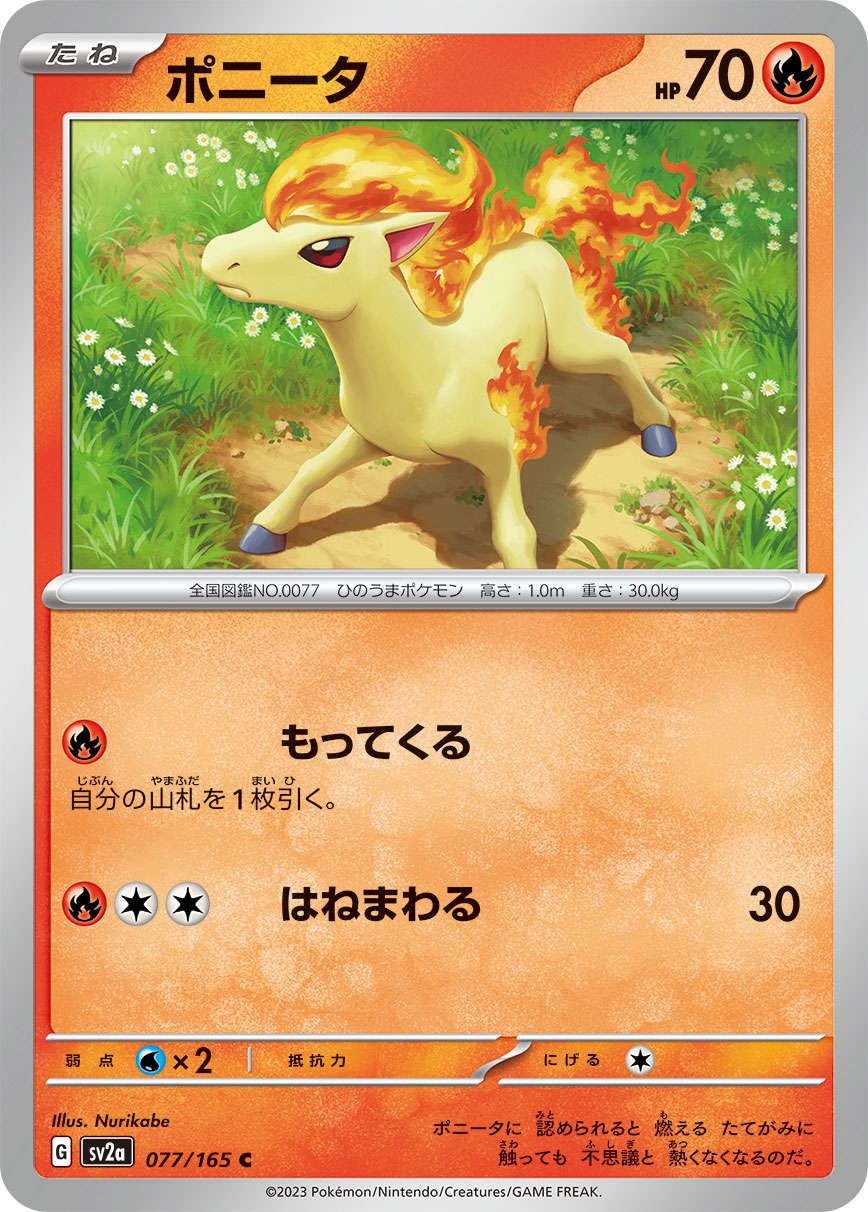 たね ポニータ HP70
全国図鑑NO.0077 ひのうまポケモン 高さ:1.0m 重さ:30.0kg
もってくる
自分の山札を1枚引く。
はねまわる 30
弱点 ×2 抵抗力 にげる
Illus. Nurikabe
G sv2a 077/165 C
ポニータに 認められると 燃える たてがみに
触っても 不思議と 熱くなくなるのだ。
©2023 Pokémon/Nintendo/Creatures/GAME FREAK.